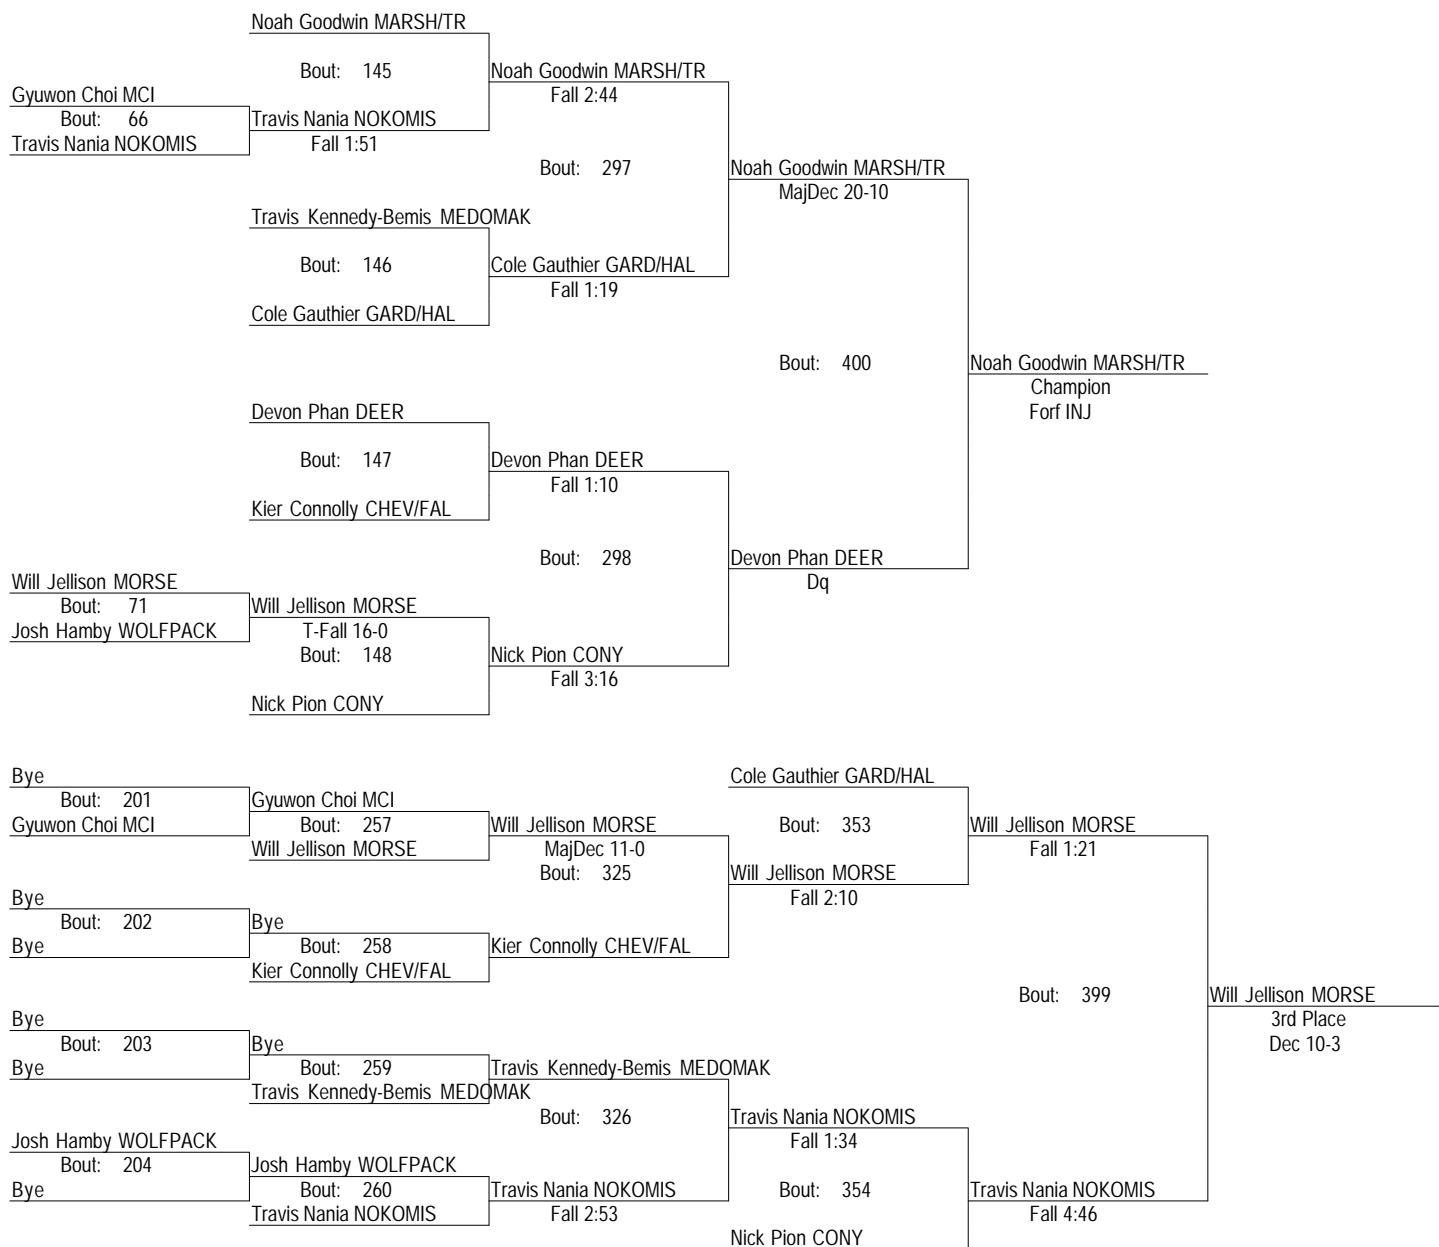 Noah Goodwin MARSH/TR
Bout: 145
Noah Goodwin MARSH/TR
Gyuwon Choi MCI
Fall 2:44
Bout: 66
Travis Nania NOKOMIS
Travis Nania NOKOMIS
Fall 1:51
Bout: 297
Noah Goodwin MARSH/TR
MajDec 20-10
Travis Kennedy-Bemis MEDOMAK
Bout: 146
Cole Gauthier GARD/HAL
Fall 1:19
Cole Gauthier GARD/HAL
Bout: 400
Noah Goodwin MARSH/TR
Champion
Forf INJ
Devon Phan DEER
Bout: 147
Devon Phan DEER
Fall 1:10
Kier Connolly CHEV/FAL
Bout: 298
Devon Phan DEER
Dq
Will Jellison MORSE
Bout: 71
Will Jellison MORSE
Josh Hamby WOLFPACK
T-Fall 16-0
Bout: 148
Nick Pion CONY
Fall 3:16
Nick Pion CONY
Bye
Cole Gauthier GARD/HAL
Bout: 201
Gyuwon Choi MCI
Gyuwon Choi MCI
Bout: 257
Will Jellison MORSE
Bout: 353
Will Jellison MORSE
Will Jellison MORSE
MajDec 11-0
Fall 1:21
Bout: 325
Will Jellison MORSE
Fall 2:10
Bye
Bout: 202
Bye
Bye
Bout: 258
Kier Connolly CHEV/FAL
Kier Connolly CHEV/FAL
Bout: 399
Will Jellison MORSE
3rd Place
Dec 10-3
Bye
Bout: 203
Bye
Bye
Bout: 259
Travis Kennedy-Bemis MEDOMAK
Travis Kennedy-Bemis MEDOMAK
Bout: 326
Travis Nania NOKOMIS
Fall 1:34
Josh Hamby WOLFPACK
Bout: 204
Josh Hamby WOLFPACK
Bye
Bout: 260
Travis Nania NOKOMIS
Bout: 354
Travis Nania NOKOMIS
Travis Nania NOKOMIS
Fall 2:53
Fall 4:46
Nick Pion CONY